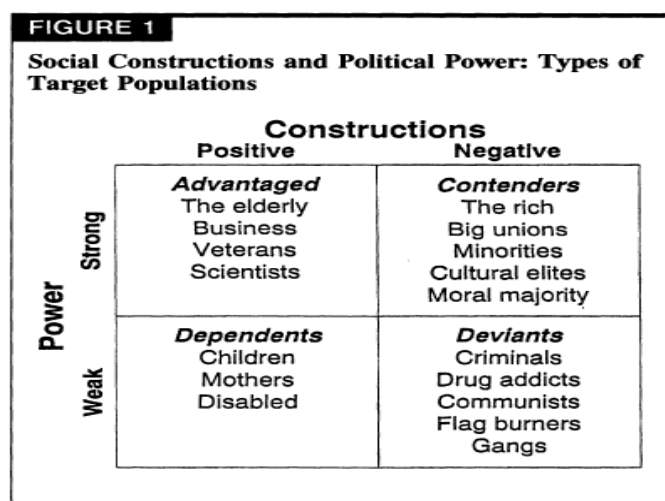 FIGURE 1
Social Constructions and Political Power: Types of
Target Populations
Constructions
Positive Negative
Power
Strong
Advantaged
The elderly
Business
Veterans
Scientists
Contenders
The rich
Big unions
Minorities
Cultural elites
Moral majority
Weak
Dependents
Children
Mothers
Disabled
Deviants
Criminals
Drug addicts
Communists
Flag burners
Gangs